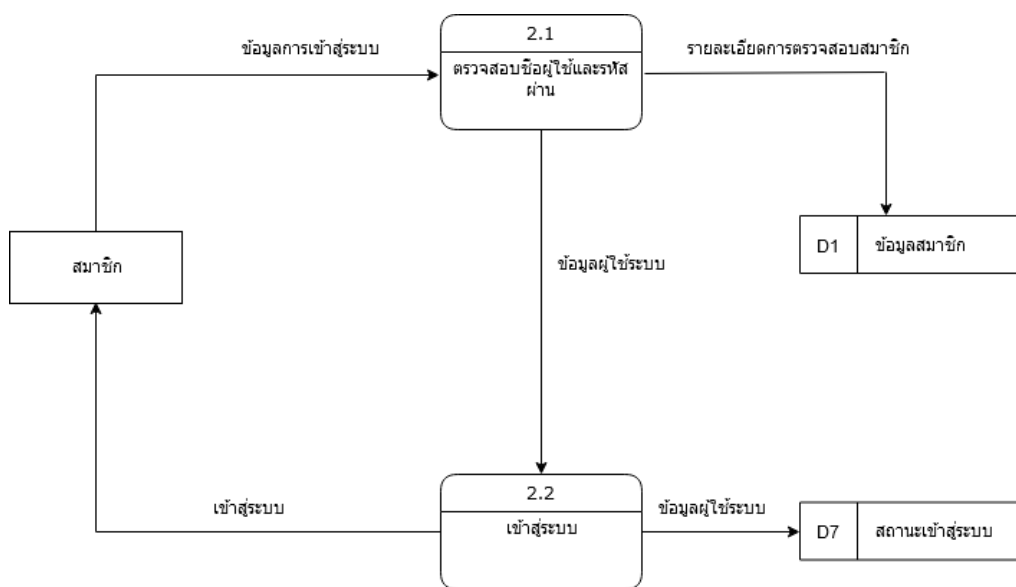 2.1
ข้อมูลการเข้าสู่ระบบ
รายละเอียดการตรวจสอบสมาชิก
ตรวจสอบชื่อผู้ใช้และรหัส
ผ่าน
D1
ข้อมูลสมาชิก
สมาชิก
ข้อมูลผู้ใช้ระบบ
2.2
เข้าสู่ระบบ
ข้อมูลผู้ใช้ระบบ
เข้าสู่ระบบ
D7
สถานะเข้าสู่ระบบ